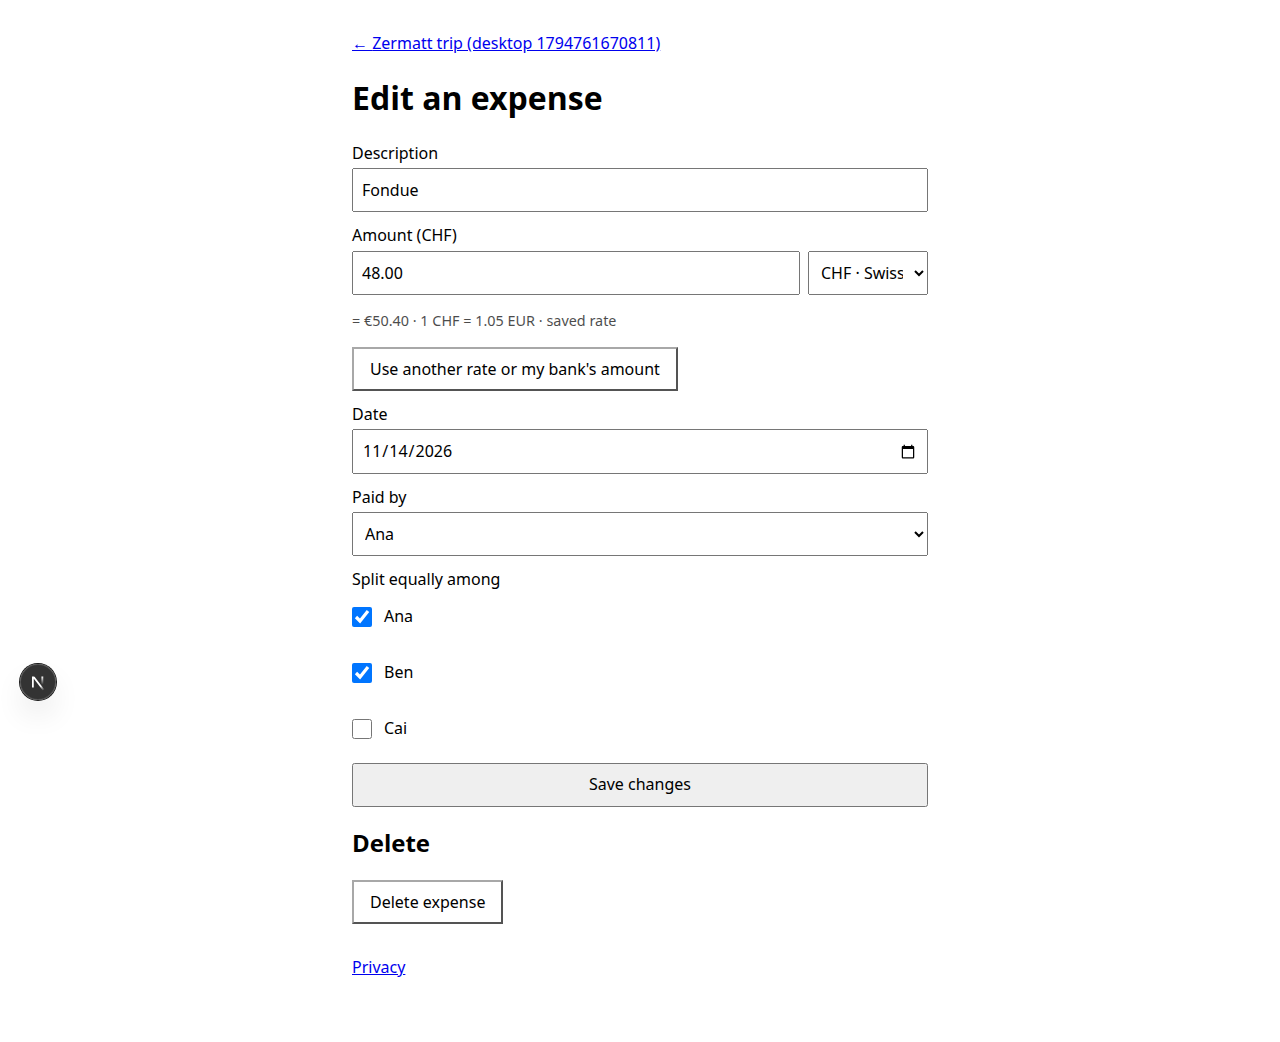 ← Zermatt trip (desktop 1794761670811)
Edit an expense
Description
Fondue
Amount (CHF)
48.00
CHF · Swiss
= €50.40 · 1 CHF = 1.05 EUR · saved rate
Use another rate or my bank's amount
Date
11/14/2026
Paid by
Ana
Split equally among
Ana
Ben
N
Cai
Save changes
Delete
Delete expense
Privacy